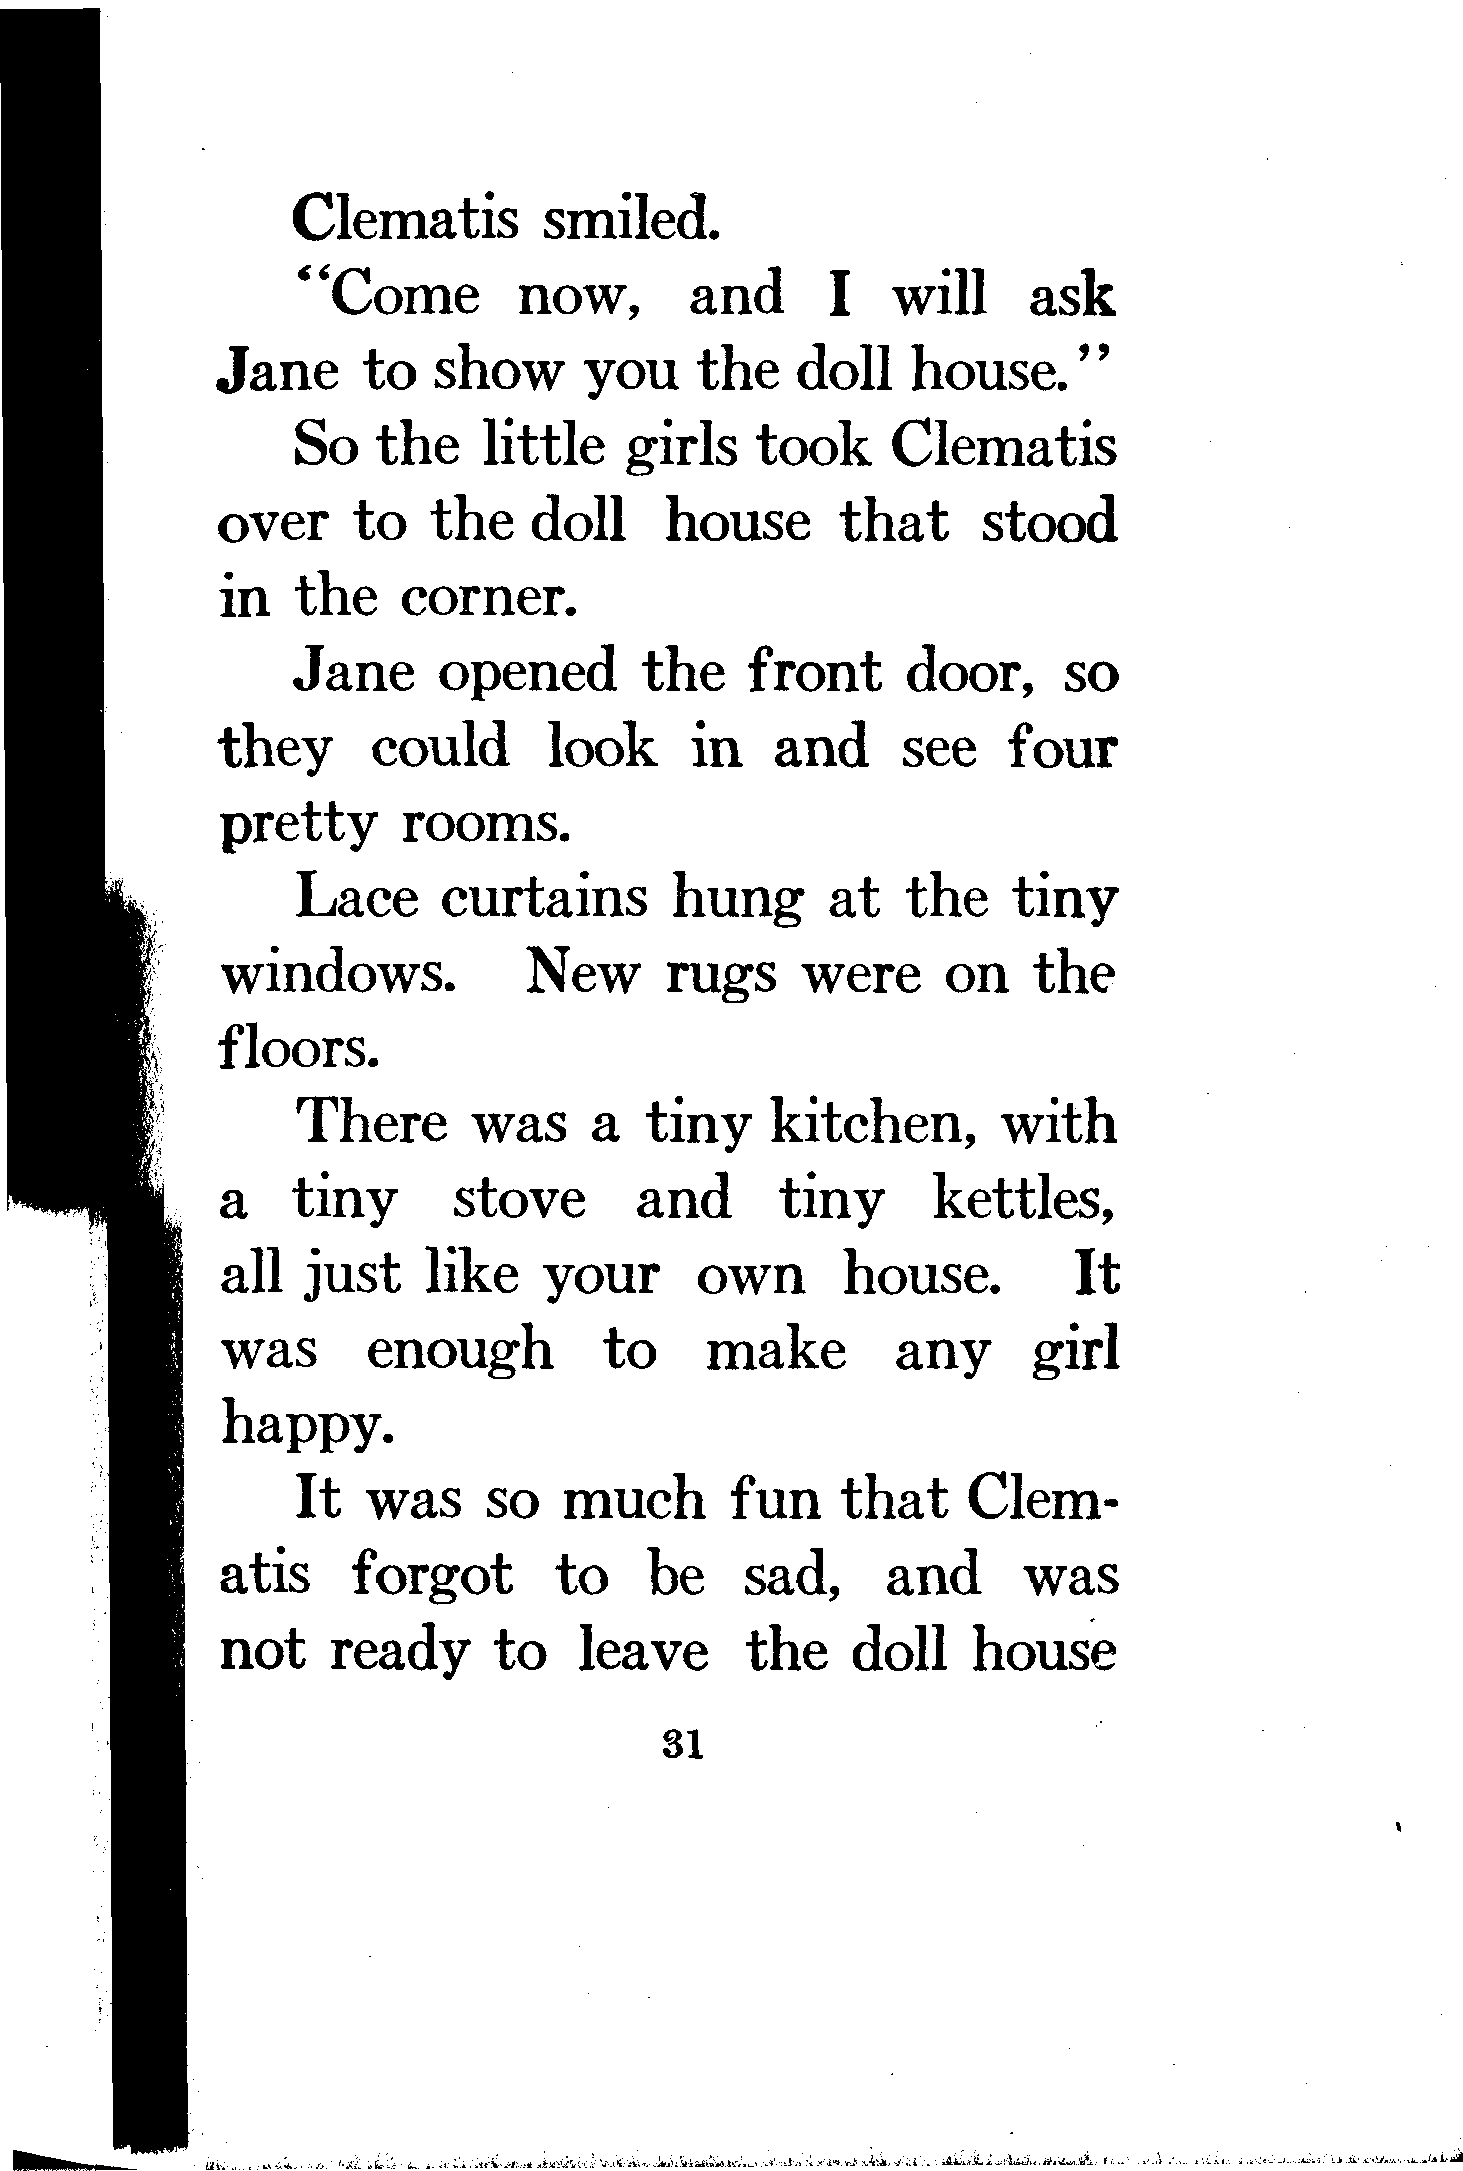 Clematis smiled.
“Come now, and I will ask
Jane to show you the doll house.”
So the little girls took Clematis
over to the doll house that stood
in the corner.
Jane opened the front door, so
they could look in and see four
pretty rooms.
Lace curtains hung at the tiny
windows. New rugs were on the
floors.
There was a tiny kitchen, with
a tiny stove and tiny kettles,
all just like your own house. It
was enough to make any girl
happy.
It was so much fun that Clem-
atis forgot to be sad, and was
not ready to leave the doll house
31